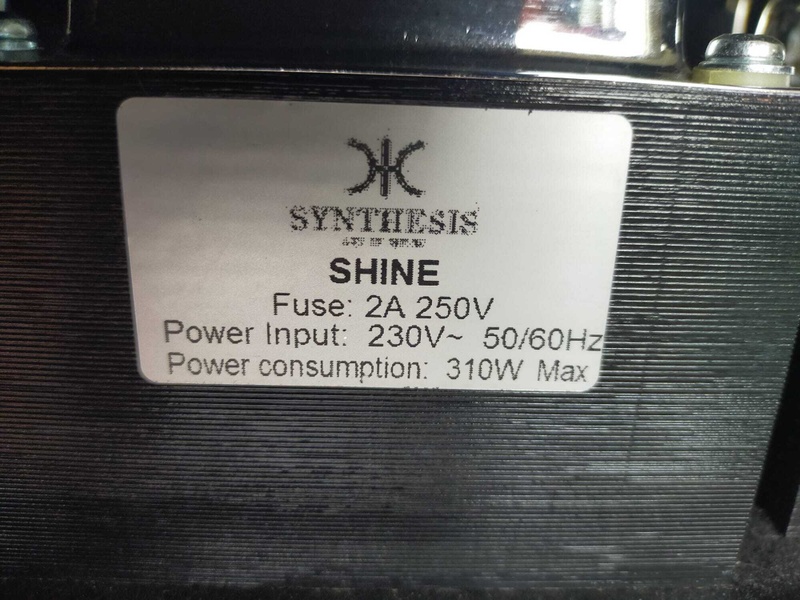 SYNTHESIS
SHINE
Fuse: 2A 250V
Power Input: 230V~ 50/60Hz
Power consumption: 310W Max